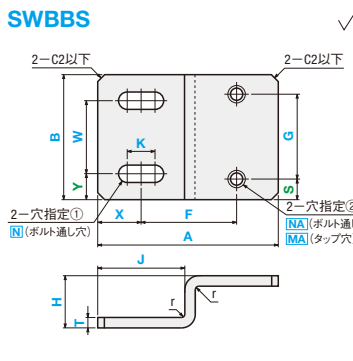 SWBBS
2-C2以下
2-C2以下
B
W
Y
K
G
S
2-穴指定①
N(ボルト通し穴)
X
F
A
2-穴指定②
NA(ボルト通し
MA(タップ穴)
J
H
T
r
r